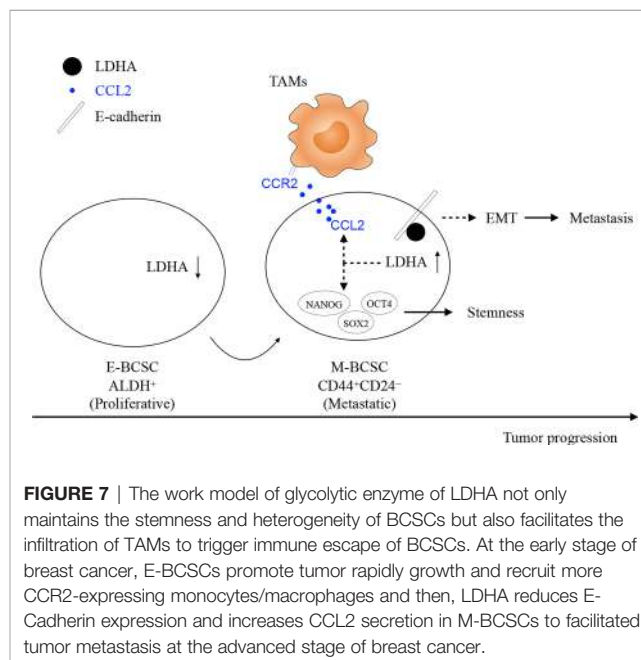 LDHA
CCL2
E-cadherin
TAMs
CCR2
CCL2
EMT
Metastasis
LDHA ↓
LDHA ↑
NANOG
OCT4
SOX2
Stemness
E-BCSC
ALDH⁺
(Proliferative)
M-BCSC
CD44⁺CD24⁻
(Metastatic)
Tumor progression
FIGURE 7 | The work model of glycolytic enzyme of LDHA not only
maintains the stemness and heterogeneity of BCSCs but also facilitates the
infiltration of TAMs to trigger immune escape of BCSCs. At the early stage of
breast cancer, E-BCSCs promote tumor rapidly growth and recruit more
CCR2-expressing monocytes/macrophages and then, LDHA reduces E-
Cadherin expression and increases CCL2 secretion in M-BCSCs to facilitated
tumor metastasis at the advanced stage of breast cancer.